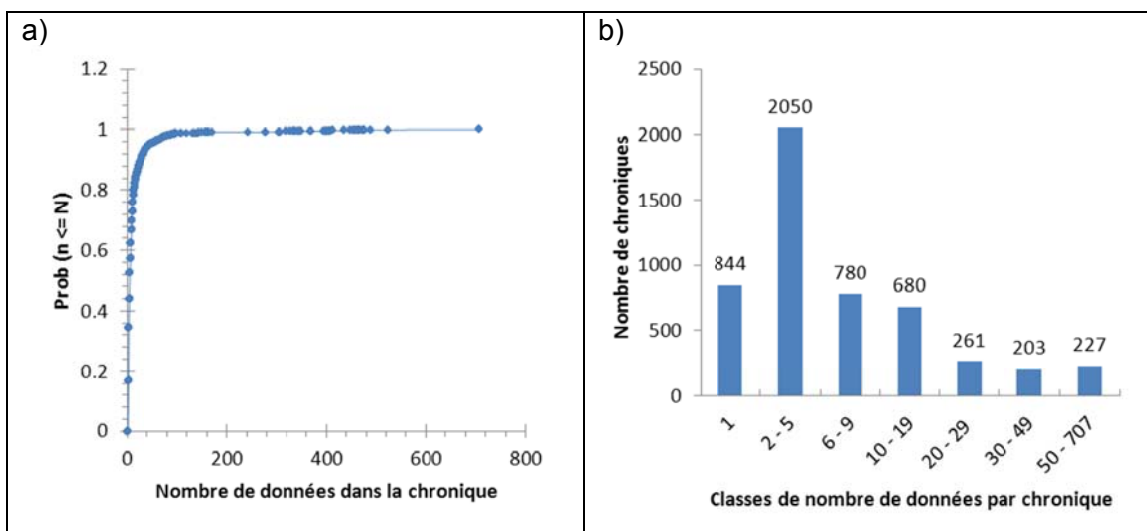 a)
1.2
1
0.8
0.6
0.4
0.2
0
Prob (n <= N)
0 200 400 600 800
Nombre de données dans la chronique
b)
2500
2000
1500
1000
500
0
Nombre de chroniques
844
2050
780
680
261
203
227
1
2 - 5
6 - 9
10 - 19
20 - 29
30 - 49
50 - 707
Classes de nombre de données par chronique